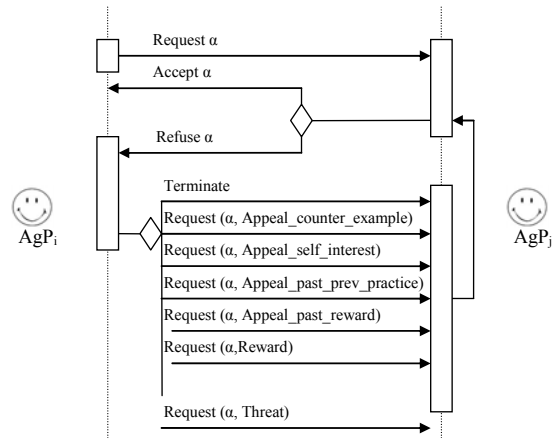 Request α
Accept α
Refuse α
Terminate
Request (α, Appeal_counter_example)
AgPi
AgPj
Request (α, Appeal_self_interest)
Request (α, Appeal_past_prev_practice)
Request (α, Appeal_past_reward)
Request (α,Reward)
Request (α, Threat)